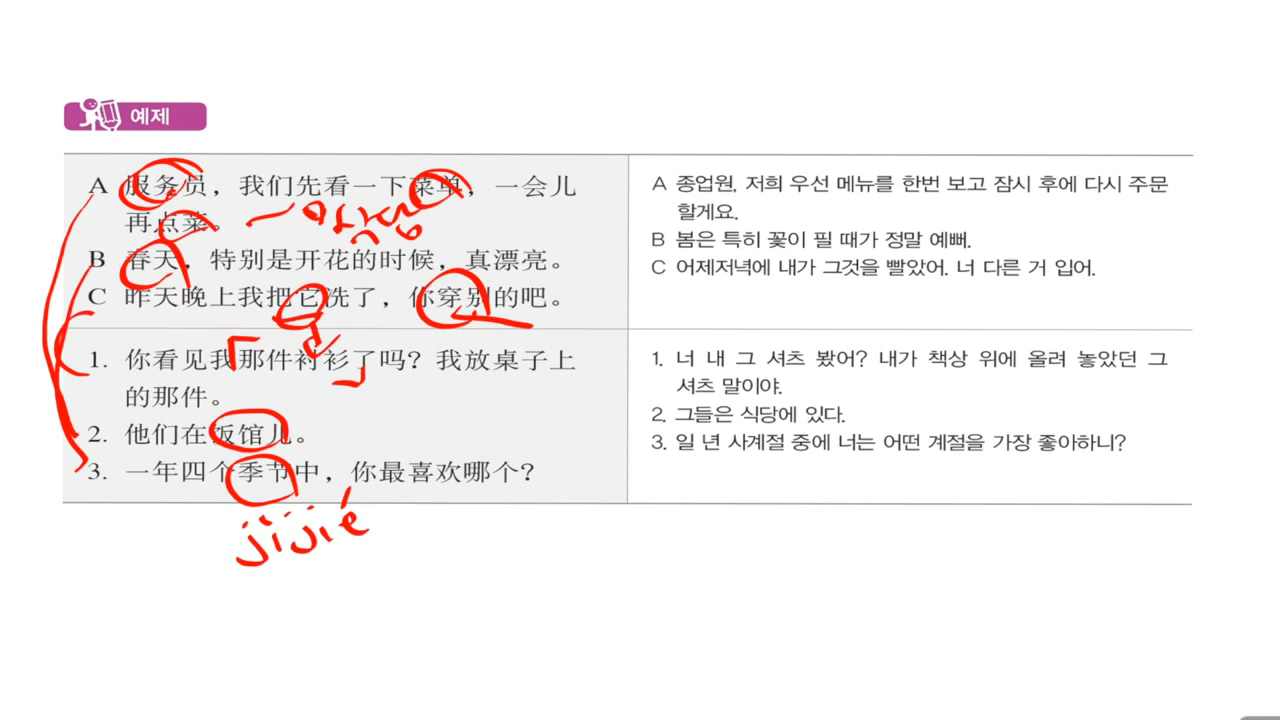 예제
A 服务员，我们先看一下菜单，一会儿
再点菜。
B 春天，特别是开花的时候，真漂亮。
C 昨天晚上我把它洗了，你穿别的吧。
1. 你看见我那件衬衫了吗？我放桌子上
的那件。
2. 他们在饭馆儿。
3. 一年四个季节中，你最喜欢哪个？
jijié
A 종업원, 저희 우선 메뉴를 한번 보고 잠시 후에 다시 주문
할게요.
B 봄은 특히 꽃이 필 때가 정말 예뻐.
C 어제저녁에 내가 그것을 빨았어. 너 다른 거 입어.
1. 너 내 그 셔츠 봤어? 내가 책상 위에 올려 놓았던 그
셔츠 말이야.
2. 그들은 식당에 있다.
3. 일 년 사계절 중에 너는 어떤 계절을 가장 좋아하니?